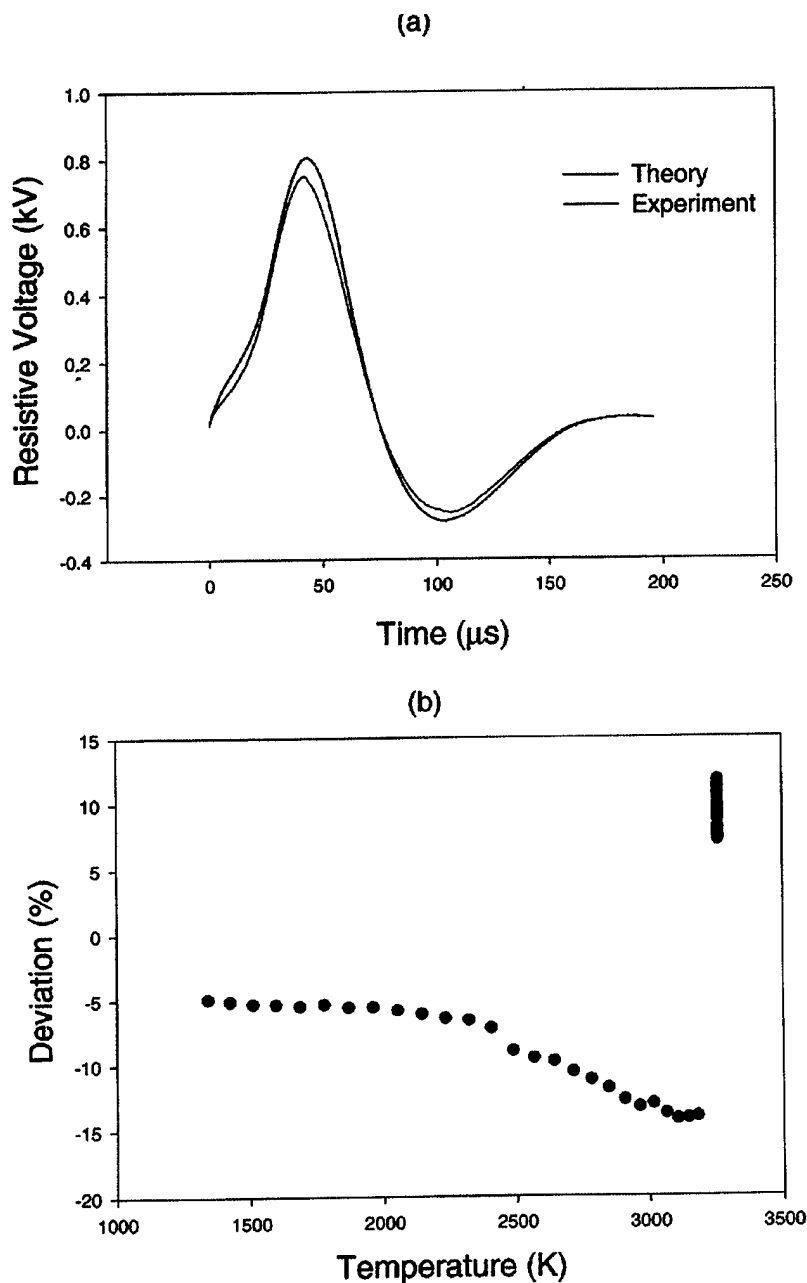 (a)
1.0
0.8
0.6
0.4
0.2
0.0
-0.2
-0.4
Resistive Voltage (kV)
Theory
Experiment
0 50 100 150 200 250
Time (μs)
(b)
15
10
5
0
-5
-10
-15
-20
Deviation (%)
1000 1500 2000 2500 3000 3500
Temperature (K)